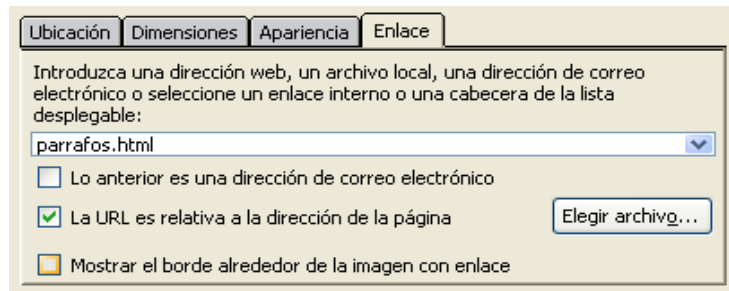 Ubicación Dimensiones Apariencia Enlace
Introduzca una dirección web, un archivo local, una dirección de correo
electrónico o seleccione un enlace interno o una cabecera de la lista
desplegable:
parrafos.html
Lo anterior es una dirección de correo electrónico
La URL es relativa a la dirección de la página Elegir archivo...
Mostrar el borde alrededor de la imagen con enlace